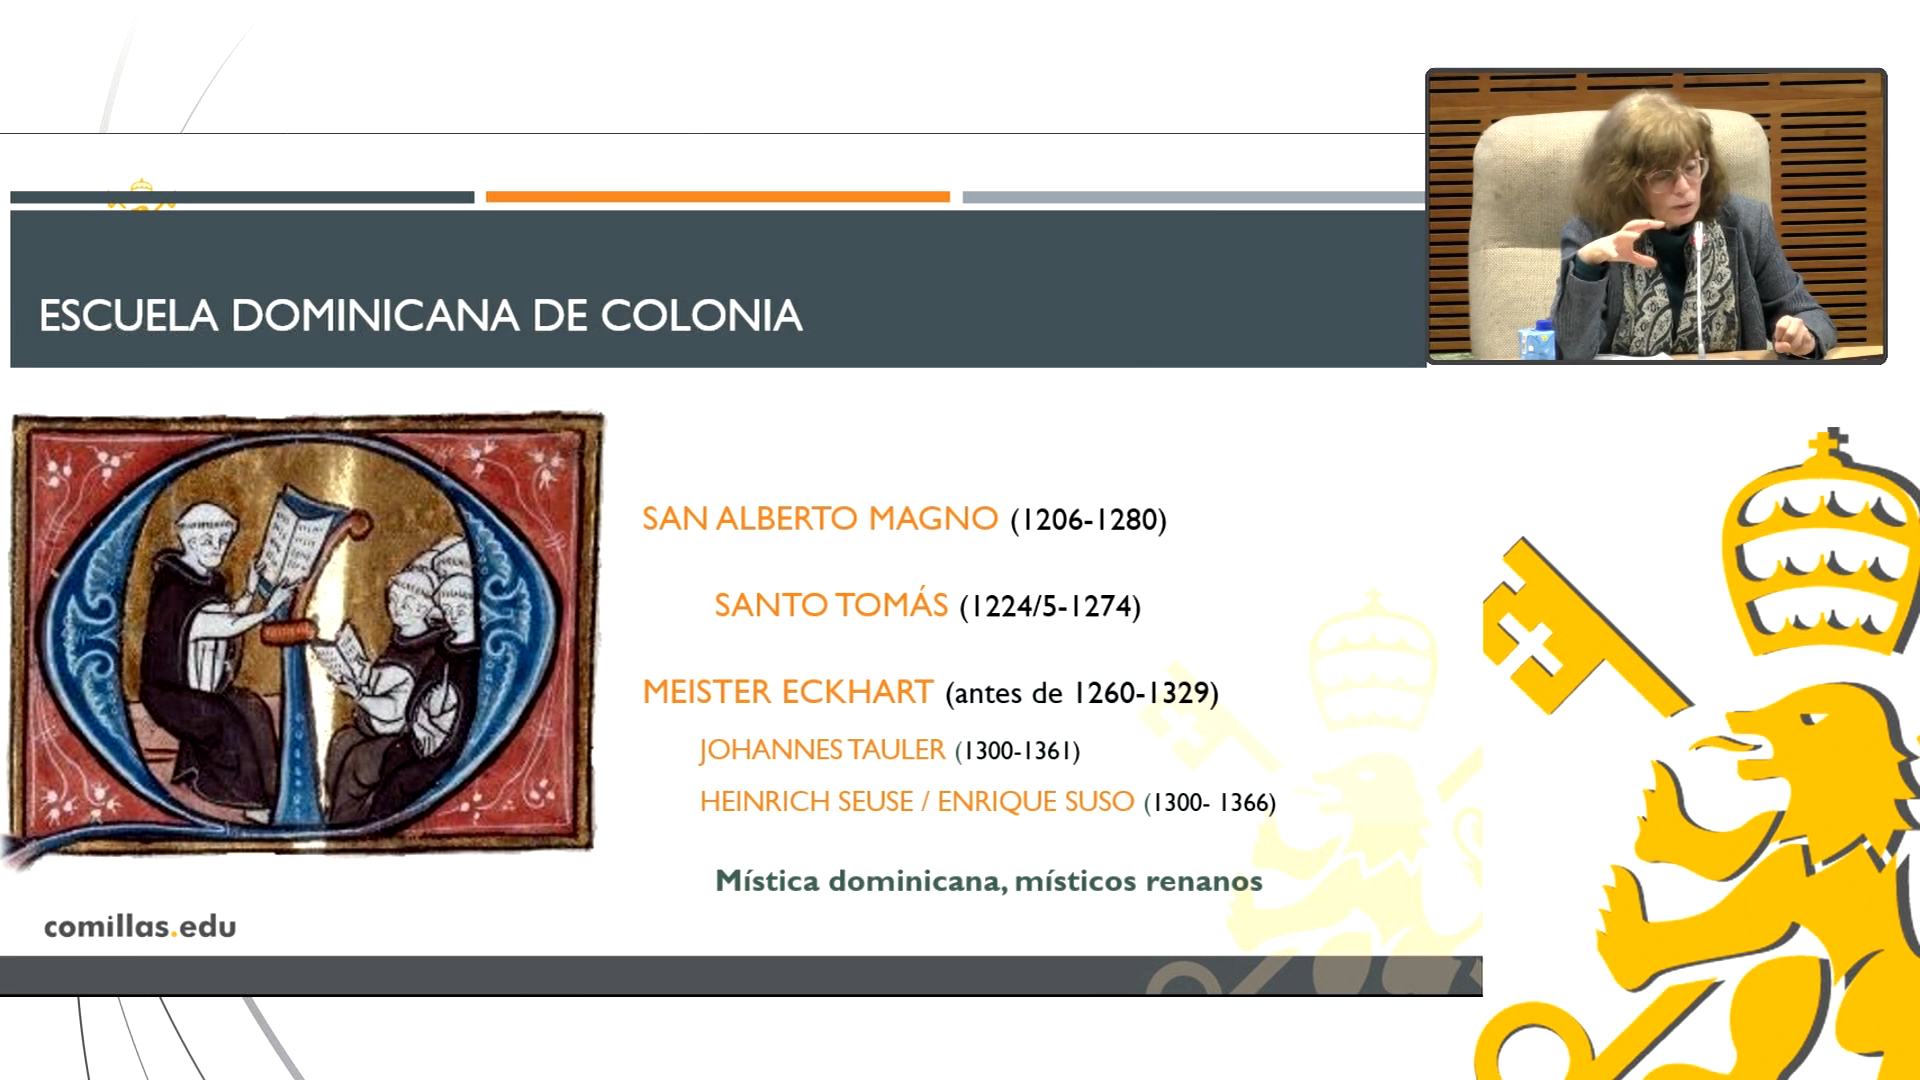 ESCUELA DOMINICANA DE COLONIA
SAN ALBERTO MAGNO (1206-1280)
SANTO TOMÁS (1224/5-1274)
MEISTER ECKHART (antes de 1260-1329)
JOHANNES TAULER (1300-1361)
HEINRICH SEUSE / ENRIQUE SUSO (1300- 1366)
Mística dominicana, místicos renanos
comillas.edu